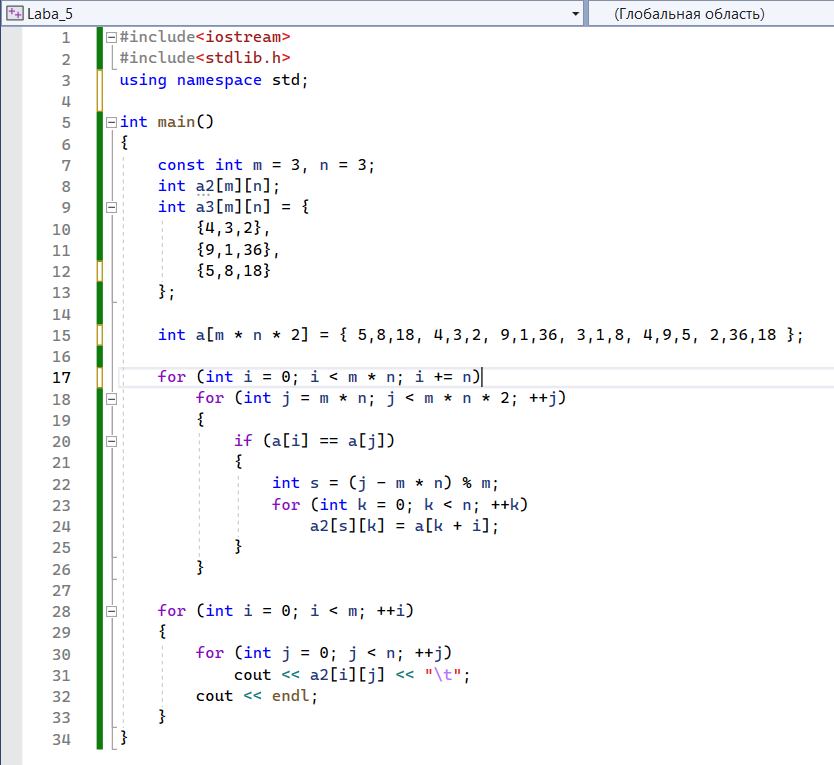 Laba_5 (Глобальная область)
1 #include<iostream>
2 #include<stdlib.h>
3 using namespace std;
4
5 int main()
6 {
7 const int m = 3, n = 3;
8 int a2[m][n];
9 int a3[m][n] = {
10 {4,3,2},
11 {9,1,36},
12 {5,8,18}
13 };
14
15 int a[m * n * 2] = { 5,8,18, 4,3,2, 9,1,36, 3,1,8, 4,9,5, 2,36,18 };
16
17 for (int i = 0; i < m * n; i += n)
18 for (int j = m * n; j < m * n * 2; ++j)
19 {
20 if (a[i] == a[j])
21 {
22 int s = (j - m * n) % m;
23 for (int k = 0; k < n; ++k)
24 a2[s][k] = a[k + i];
25 }
26 }
27
28 for (int i = 0; i < m; ++i)
29 {
30 for (int j = 0; j < n; ++j)
31 cout << a2[i][j] << "\t";
32 cout << endl;
33 }
34 }